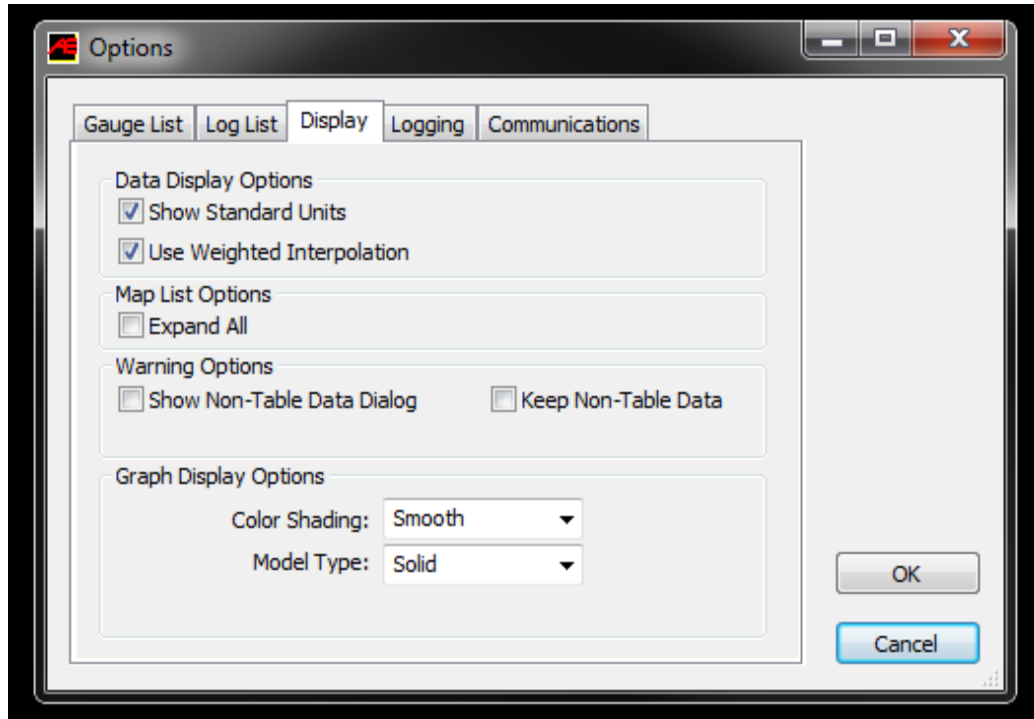 Options
Gauge List Log List Display Logging Communications
Data Display Options
Show Standard Units
Use Weighted Interpolation
Map List Options
Expand All
Warning Options
Show Non-Table Data Dialog Keep Non-Table Data
Graph Display Options
Color Shading: Smooth
Model Type: Solid
OK
Cancel